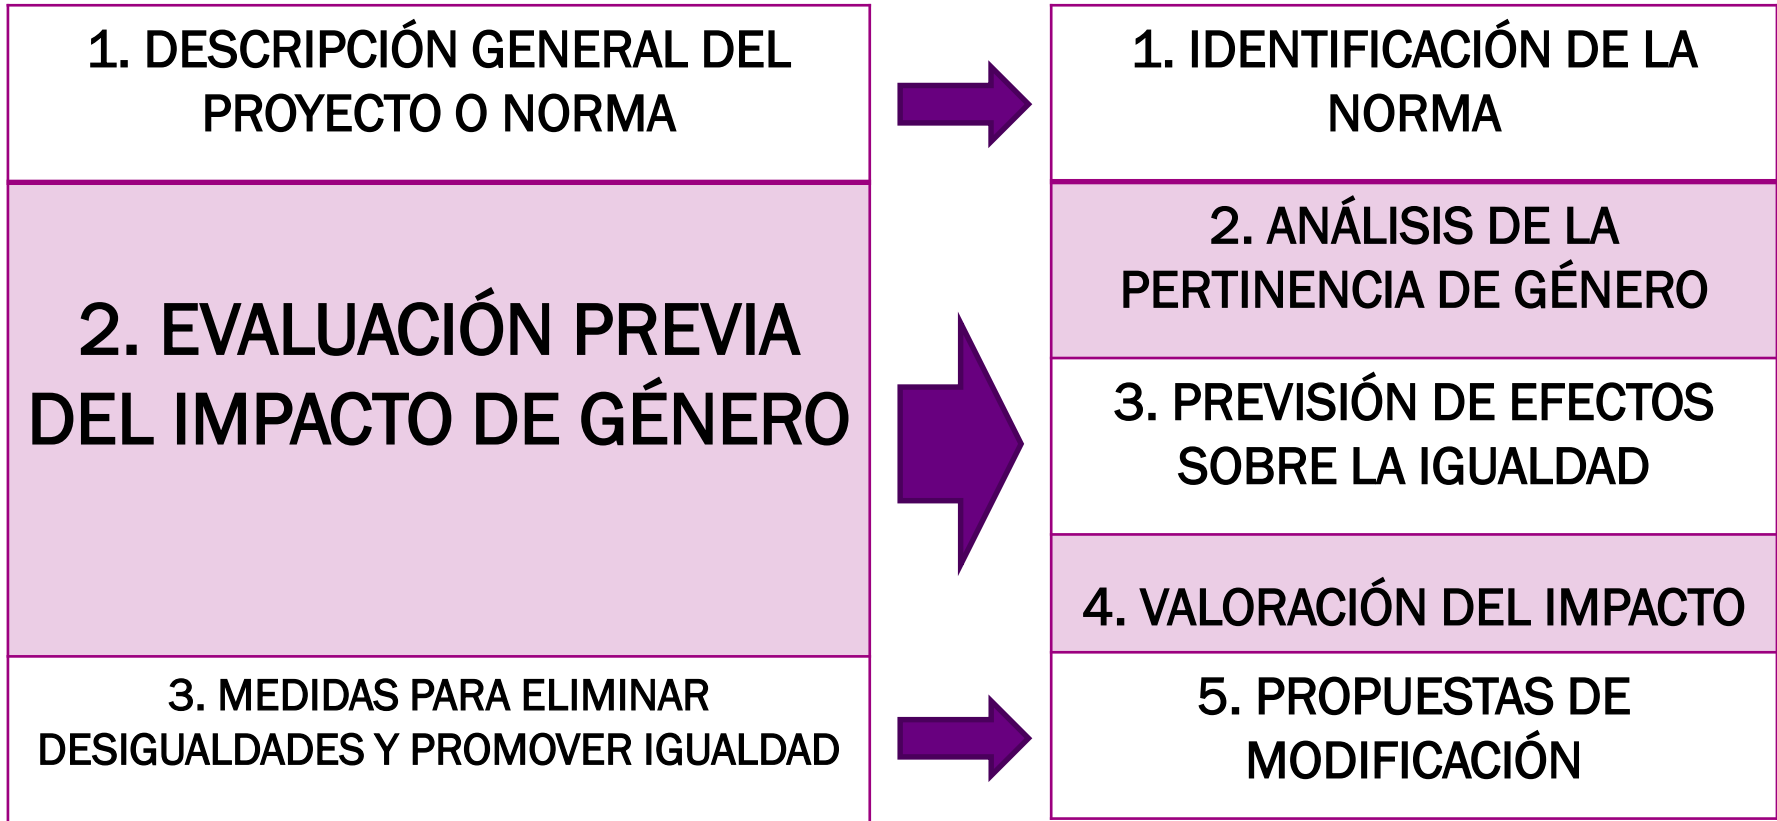 1. DESCRIPCIÓN GENERAL DEL
PROYECTO O NORMA
2. EVALUACIÓN PREVIA
DEL IMPACTO DE GÉNERO
3. MEDIDAS PARA ELIMINAR
DESIGUALDADES Y PROMOVER IGUALDAD
1. IDENTIFICACIÓN DE LA
NORMA
2. ANÁLISIS DE LA
PERTINENCIA DE GÉNERO
3. PREVISIÓN DE EFECTOS
SOBRE LA IGUALDAD
4. VALORACIÓN DEL IMPACTO
5. PROPUESTAS DE
MODIFICACIÓN